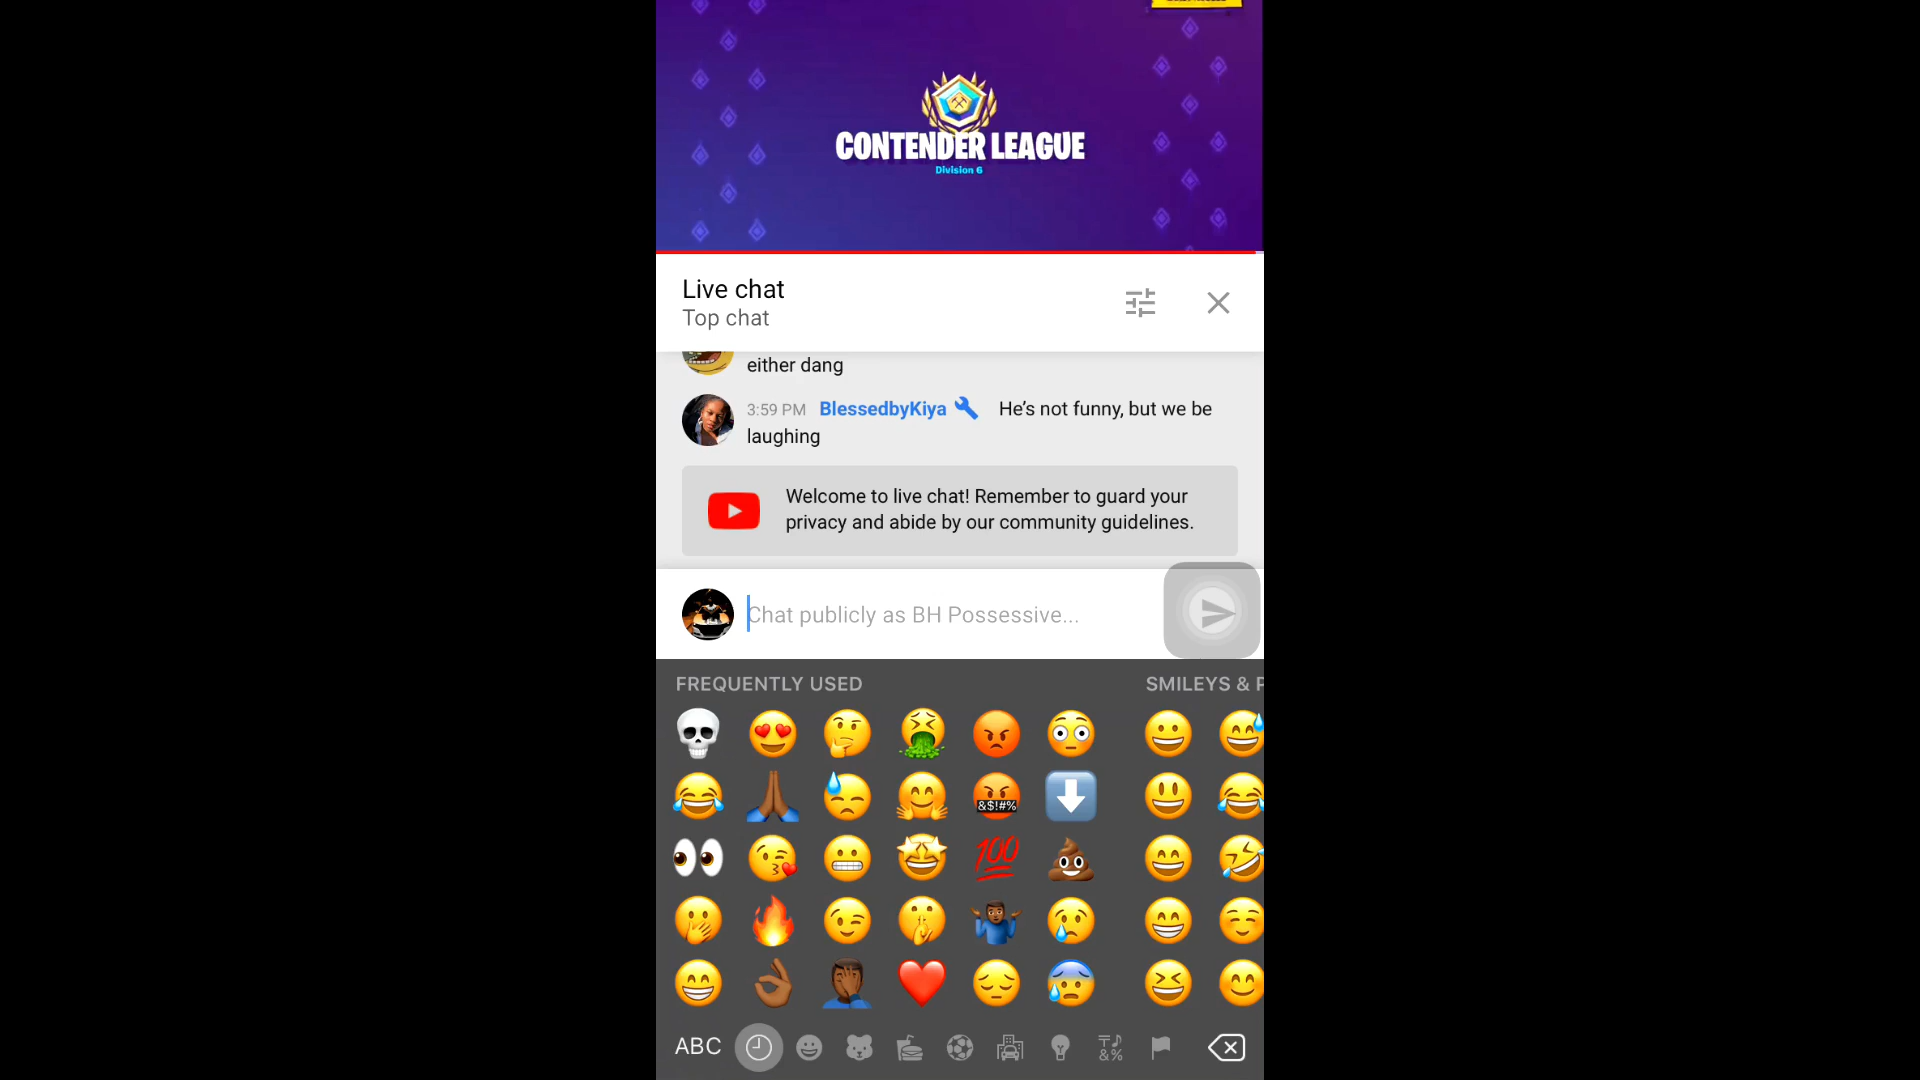 CONTENDER LEAGUE
Division 6
Live chat
Top chat
either dang
3:59 PM BlessedbyKiya He’s not funny, but we be
laughing
Welcome to live chat! Remember to guard your
privacy and abide by our community guidelines.
Chat publicly as BH Possessive...
FREQUENTLY USED SMILEYS & P
&$!#%
100
ABC
&%